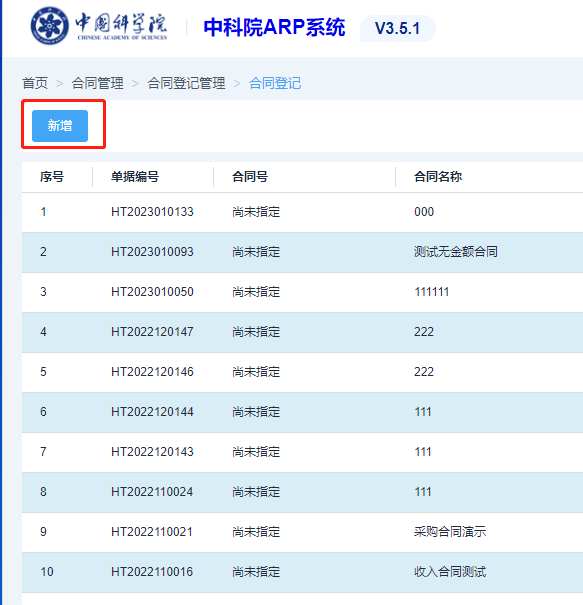 中国科学院 中科院ARP系统 V3.5.1
CHINESE ACADEMY OF SCIENCES
首页 > 合同管理 > 合同登记管理 > 合同登记
新增
序号 单据编号 合同号 合同名称
1 HT2023010133 尚未指定 000
2 HT2023010093 尚未指定 测试无金额合同
3 HT2023010050 尚未指定 111111
4 HT2022120147 尚未指定 222
5 HT2022120146 尚未指定 222
6 HT2022120144 尚未指定 111
7 HT2022120143 尚未指定 111
8 HT2022110024 尚未指定 111
9 HT2022110021 尚未指定 采购合同演示
10 HT2022110016 尚未指定 收入合同测试